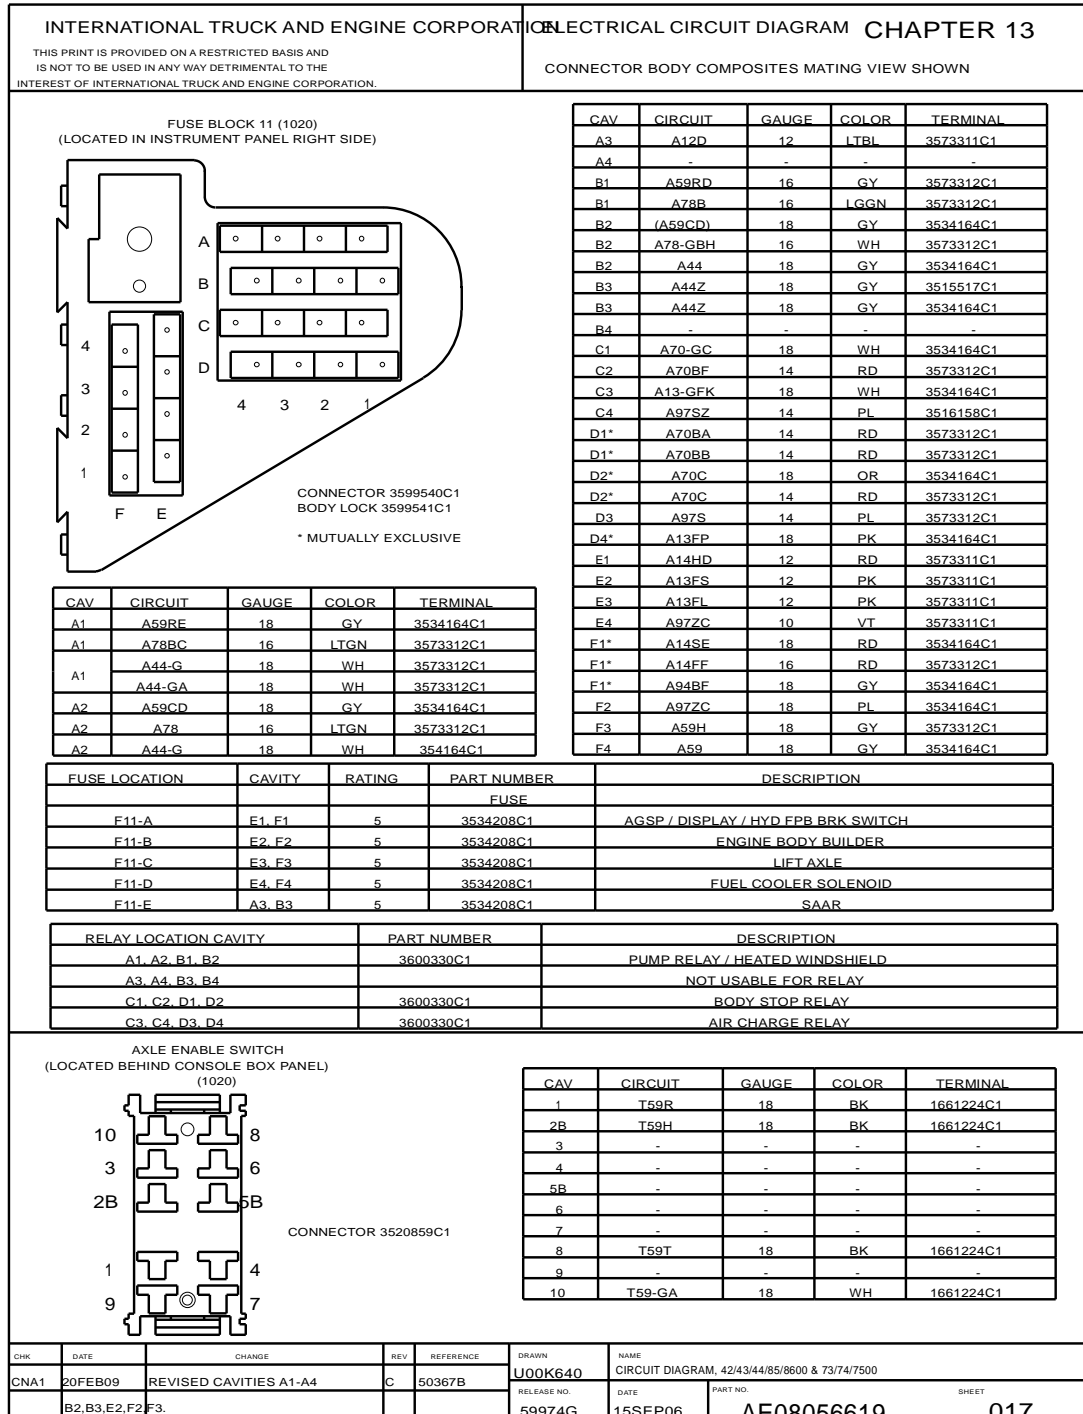 INTERNATIONAL TRUCK AND ENGINE CORPORATION
THIS PRINT IS PROVIDED ON A RESTRICTED BASIS AND
IS NOT TO BE USED IN ANY WAY DETRIMENTAL TO THE
INTEREST OF INTERNATIONAL TRUCK AND ENGINE CORPORATION.
ELECTRICAL CIRCUIT DIAGRAM CHAPTER 13
CONNECTOR BODY COMPOSITES MATING VIEW SHOWN
FUSE BLOCK 11 (1020)
(LOCATED IN INSTRUMENT PANEL RIGHT SIDE)
A
B
C
D
4 3 2 1
4
3
2
1
F E
CONNECTOR 3599540C1
BODY LOCK 3599541C1
* MUTUALLY EXCLUSIVE
CAV CIRCUIT GAUGE COLOR TERMINAL
A1 A59RE 18 GY 3534164C1
A1 A78BC 16 LTGN 3573312C1
A1 A44-G 18 WH 3573312C1
A44-GA 18 WH 3573312C1
A2 A59CD 18 GY 3534164C1
A2 A78 16 LTGN 3573312C1
A2 A44-G 18 WH 354164C1
CAV CIRCUIT GAUGE COLOR TERMINAL
A3 A12D 12 LTBL 3573311C1
A4 - - - -
B1 A59RD 16 GY 3573312C1
B1 A78B 16 LGGN 3573312C1
B2 (A59CD) 18 GY 3534164C1
B2 A78-GBH 16 WH 3573312C1
B2 A44 18 GY 3534164C1
B3 A44Z 18 GY 3515517C1
B3 A44Z 18 GY 3534164C1
B4 - - - -
C1 A70-GC 18 WH 3534164C1
C2 A70BF 14 RD 3573312C1
C3 A13-GFK 18 WH 3534164C1
C4 A97SZ 14 PL 3516158C1
D1* A70BA 14 RD 3573312C1
D1* A70BB 14 RD 3573312C1
D2* A70C 18 OR 3534164C1
D2* A70C 14 RD 3573312C1
D3 A97S 14 PL 3573312C1
D4* A13FP 18 PK 3534164C1
E1 A14HD 12 RD 3573311C1
E2 A13FS 12 PK 3573311C1
E3 A13FL 12 PK 3573311C1
E4 A97ZC 10 VT 3573311C1
F1* A14SE 18 RD 3534164C1
F1* A14FF 16 RD 3573312C1
F1* A94BF 18 GY 3534164C1
F2 A97ZC 18 PL 3534164C1
F3 A59H 18 GY 3573312C1
F4 A59 18 GY 3534164C1
FUSE LOCATION CAVITY RATING PART NUMBER DESCRIPTION
FUSE
F11-A E1, F1 5 3534208C1 AGSP / DISPLAY / HYD FPB BRK SWITCH
F11-B E2, F2 5 3534208C1 ENGINE BODY BUILDER
F11-C E3, F3 5 3534208C1 LIFT AXLE
F11-D E4, F4 5 3534208C1 FUEL COOLER SOLENOID
F11-E A3, B3 5 3534208C1 SAAR
RELAY LOCATION CAVITY PART NUMBER DESCRIPTION
A1, A2, B1, B2 3600330C1 PUMP RELAY / HEATED WINDSHIELD
A3, A4, B3, B4 NOT USABLE FOR RELAY
C1, C2, D1, D2 3600330C1 BODY STOP RELAY
C3, C4, D3, D4 3600330C1 AIR CHARGE RELAY
AXLE ENABLE SWITCH
(LOCATED BEHIND CONSOLE BOX PANEL)
(1020)
10 8
3 6
2B 5B
1 4
9 7
CONNECTOR 3520859C1
CAV CIRCUIT GAUGE COLOR TERMINAL
1 T59R 18 BK 1661224C1
2B T59H 18 BK 1661224C1
3 - - - -
4 - - - -
5B - - - -
6 - - - -
7 - - - -
8 T59T 18 BK 1661224C1
9 - - - -
10 T59-GA 18 WH 1661224C1
CHK DATE CHANGE REV REFERENCE
CNA1 20FEB09 REVISED CAVITIES A1-A4 C 50367B
B2,B3,E2,F2,F3.
DRAWN NAME
U00K640 CIRCUIT DIAGRAM, 42/43/44/85/8600 & 73/74/7500
RELEASE NO. DATE PART NO. SHEET
59974G 15SEP06 AE08056619 017